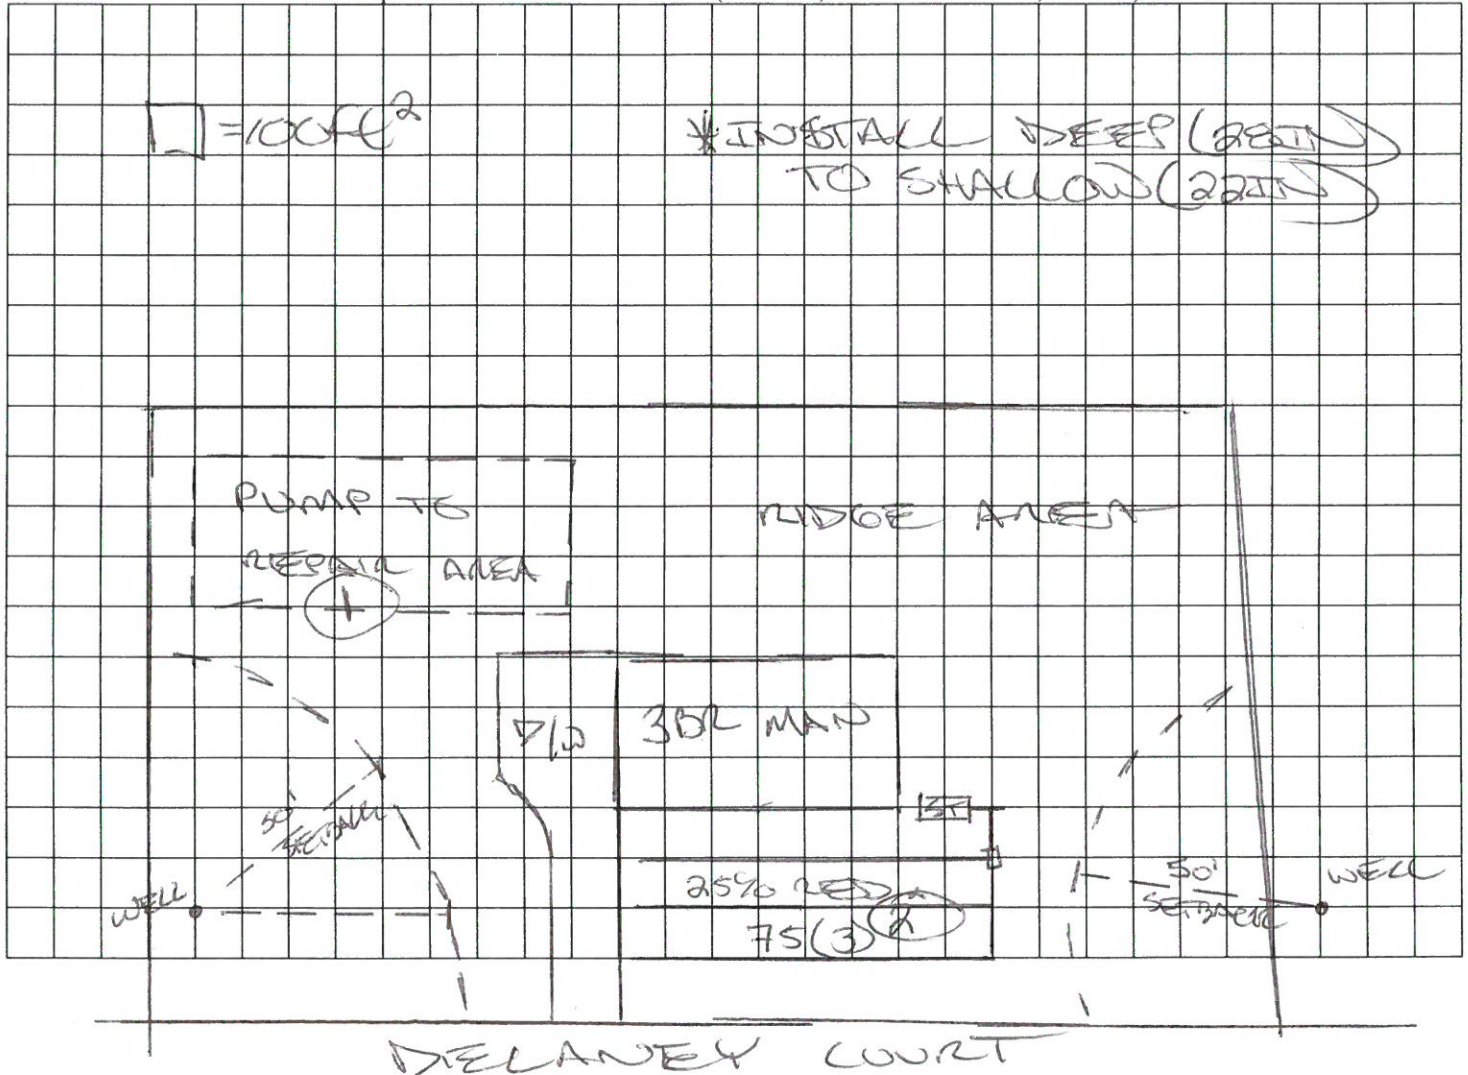 =100ft²
*INSTALL DEEP (28IN)
TO SHALLOW (22IN)
PUMP TO
REPAIR AREA
1
RIDGE AREA
D/W
3BR MAN
ST
50'
SETBACK
WELL
25% RED.
75(3) 2
50'
SETBACK
WELL
DELANEY COURT